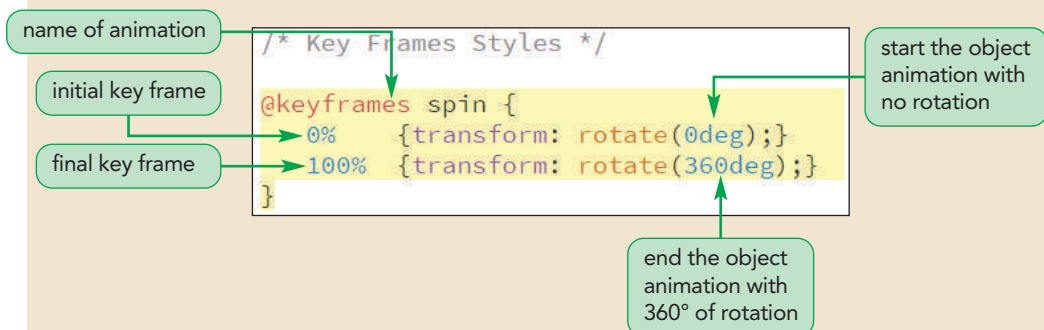 name of animation
/* Key Frames Styles */
start the object
animation with
no rotation
initial key frame
@keyframes spin {
0% {transform: rotate(0deg);}
final key frame
100% {transform: rotate(360deg);}
}
end the object
animation with
360° of rotation